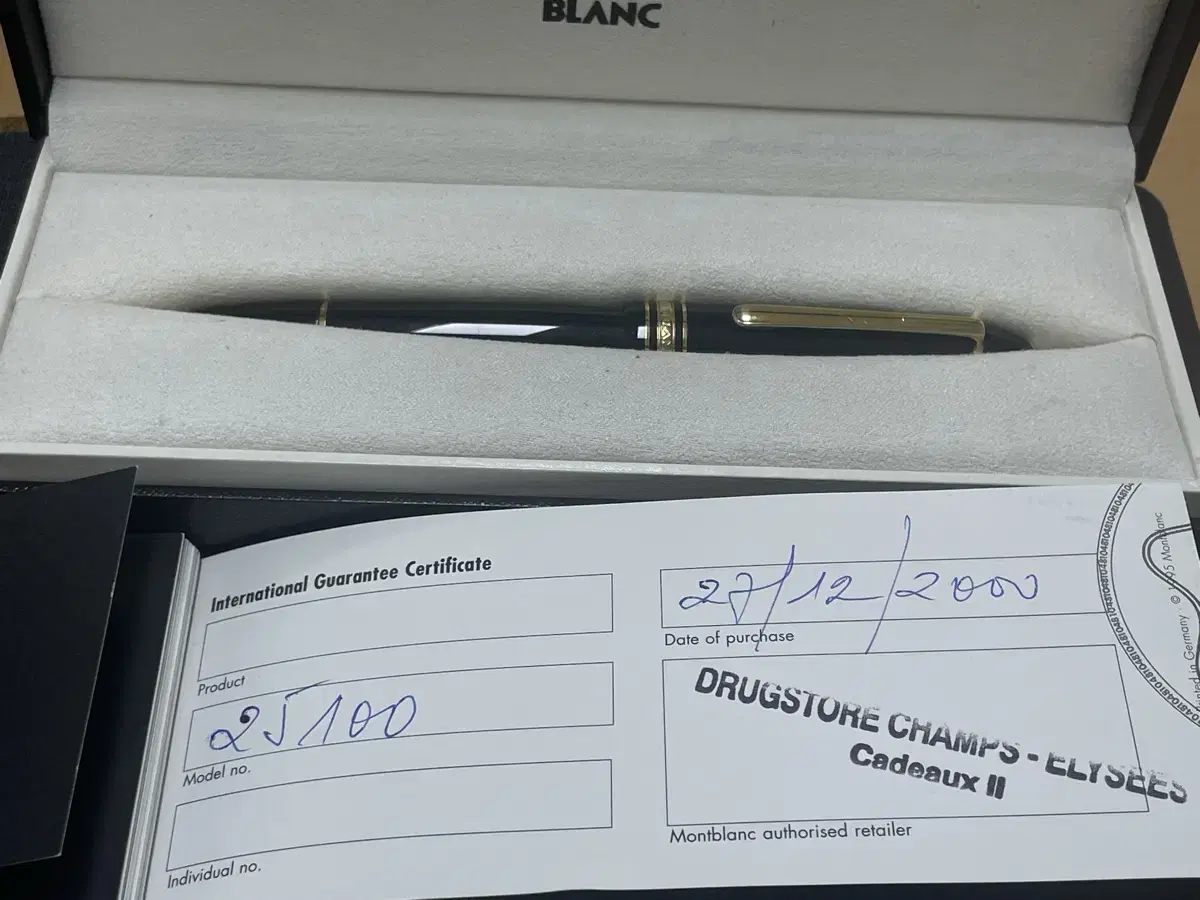 BLANC
International Guarantee Certificate
Product
25100
Model no.
Individual no.
27/12/2000
Date of purchase
DRUGSTORE CHAMPS - ELYSEES
Cadeaux II
Montblanc authorised retailer